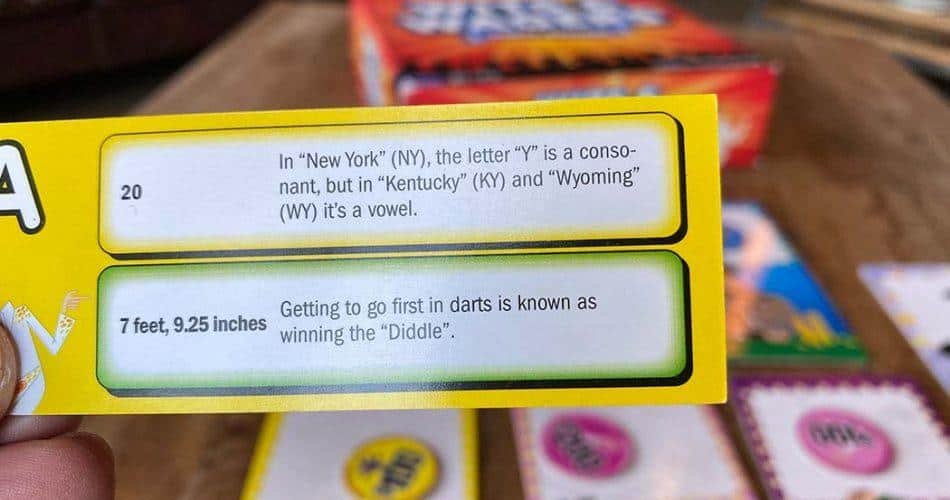 A
20
In “New York” (NY), the letter “Y” is a conso-
nant, but in “Kentucky” (KY) and “Wyoming”
(WY) it’s a vowel.
7 feet, 9.25 inches
Getting to go first in darts is known as
winning the “Diddle”.